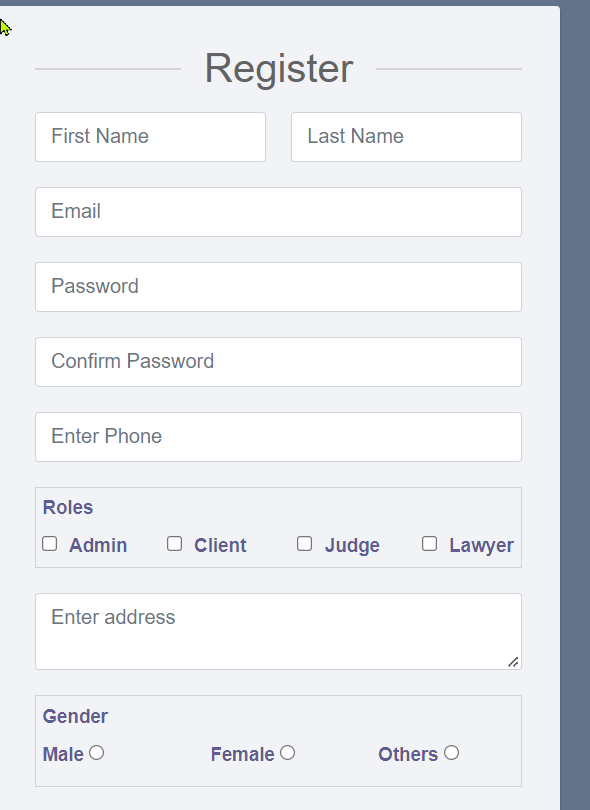 Register
First Name Last Name
Email
Password
Confirm Password
Enter Phone
Roles
Admin Client Judge Lawyer
Enter address
Gender
Male Female Others